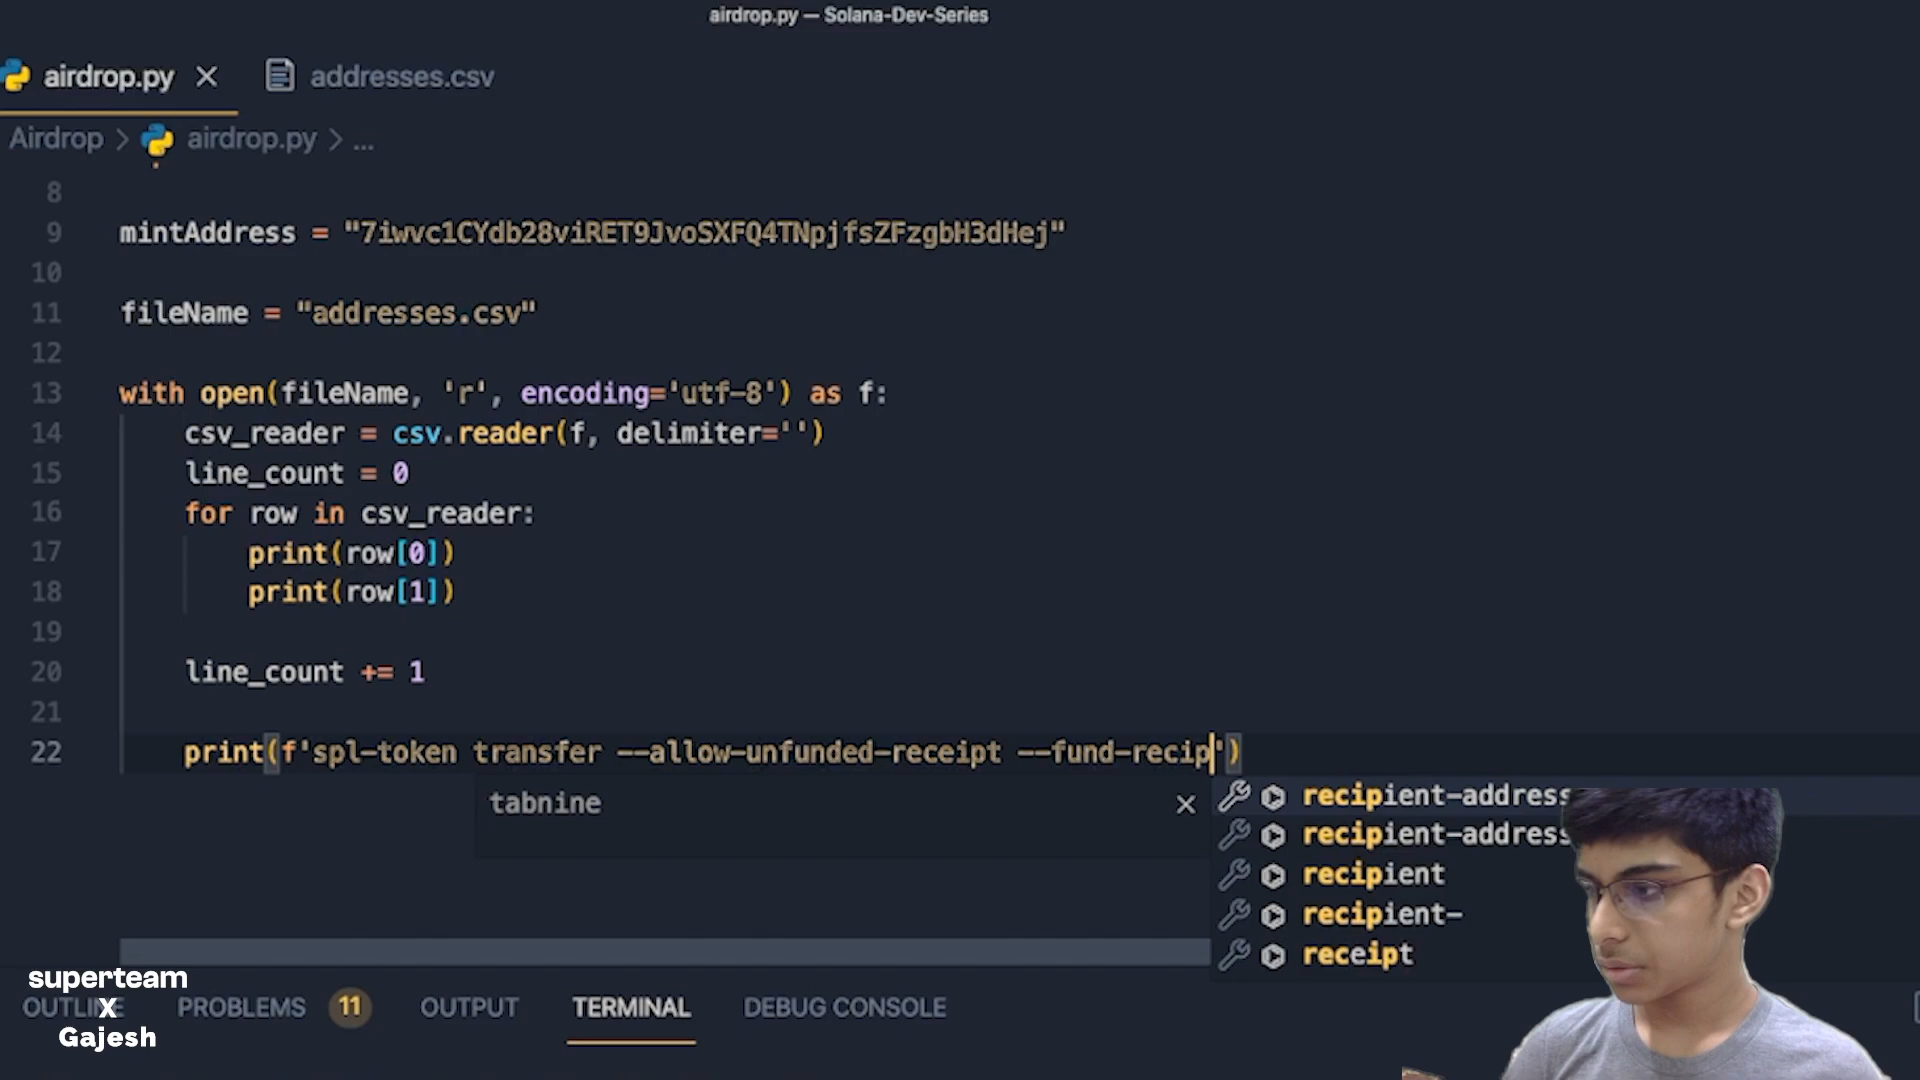 airdrop.py — Solana-Dev-Series
airdrop.py × addresses.csv
Airdrop > airdrop.py > ...
8
9 mintAddress = "7iwvc1CYdb28viRET9JvoSXFQ4TNpjfsZFzgbH3dHej"
10
11 fileName = "addresses.csv"
12
13 with open(fileName, 'r', encoding='utf-8') as f:
14 csv_reader = csv.reader(f, delimiter='')
15 line_count = 0
16 for row in csv_reader:
17 print(row[0])
18 print(row[1])
19
20 line_count += 1
21
22 print(f'spl-token transfer --allow-unfunded-receipt --fund-recip')
tabnine ×
recipient-address
recipient-address
recipient
recipient-
receipt
superteam
X
Gajesh
OUTLINE PROBLEMS 11 OUTPUT TERMINAL DEBUG CONSOLE